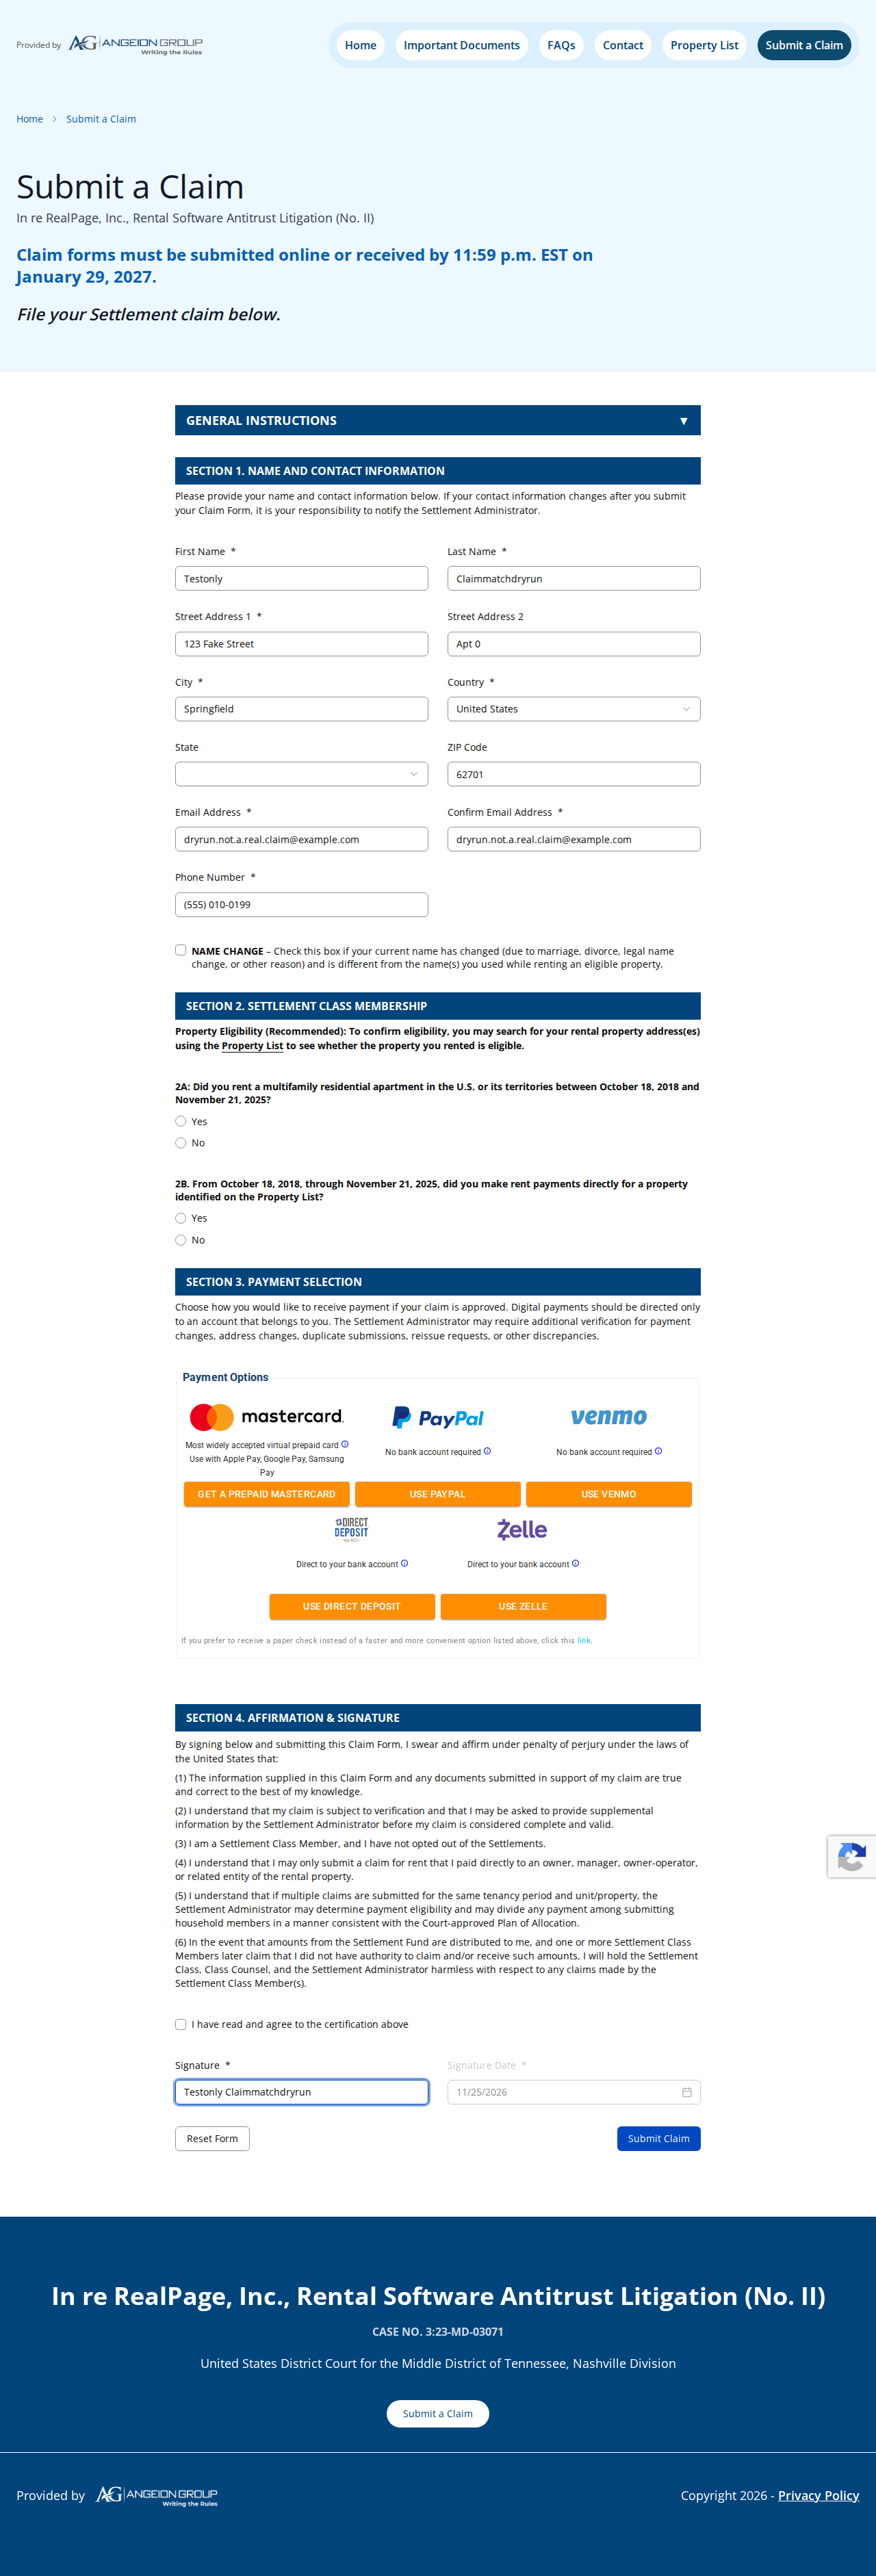 Provided by AG ANGEION GROUP
Writing the Rules
Home Important Documents FAQs Contact Property List Submit a Claim
Home > Submit a Claim
Submit a Claim
In re RealPage, Inc., Rental Software Antitrust Litigation (No. II)
Claim forms must be submitted online or received by 11:59 p.m. EST on
January 29, 2027.
File your Settlement claim below.
GENERAL INSTRUCTIONS ▼
SECTION 1. NAME AND CONTACT INFORMATION
Please provide your name and contact information below. If your contact information changes after you submit
your Claim Form, it is your responsibility to notify the Settlement Administrator.
First Name * Last Name *
Testonly Claimmatchdryrun
Street Address 1 * Street Address 2
123 Fake Street Apt 0
City * Country *
Springfield United States
State ZIP Code
62701
Email Address * Confirm Email Address *
dryrun.not.a.real.claim@example.com dryrun.not.a.real.claim@example.com
Phone Number *
(555) 010-0199
NAME CHANGE – Check this box if your current name has changed (due to marriage, divorce, legal name
change, or other reason) and is different from the name(s) you used while renting an eligible property.
SECTION 2. SETTLEMENT CLASS MEMBERSHIP
Property Eligibility (Recommended): To confirm eligibility, you may search for your rental property address(es)
using the Property List to see whether the property you rented is eligible.
2A: Did you rent a multifamily residential apartment in the U.S. or its territories between October 18, 2018 and
November 21, 2025?
Yes
No
2B. From October 18, 2018, through November 21, 2025, did you make rent payments directly for a property
identified on the Property List?
Yes
No
SECTION 3. PAYMENT SELECTION
Choose how you would like to receive payment if your claim is approved. Digital payments should be directed only
to an account that belongs to you. The Settlement Administrator may require additional verification for payment
changes, address changes, duplicate submissions, reissue requests, or other discrepancies.
Payment Options
mastercard. PayPal venmo
Most widely accepted virtual prepaid card
Use with Apple Pay, Google Pay, Samsung
Pay
No bank account required
No bank account required
GET A PREPAID MASTERCARD USE PAYPAL USE VENMO
DIRECT
DEPOSIT
via ACH
Zelle
Direct to your bank account Direct to your bank account
USE DIRECT DEPOSIT USE ZELLE
If you prefer to receive a paper check instead of a faster and more convenient option listed above, click this link.
SECTION 4. AFFIRMATION & SIGNATURE
By signing below and submitting this Claim Form, I swear and affirm under penalty of perjury under the laws of
the United States that:
(1) The information supplied in this Claim Form and any documents submitted in support of my claim are true
and correct to the best of my knowledge.
(2) I understand that my claim is subject to verification and that I may be asked to provide supplemental
information by the Settlement Administrator before my claim is considered complete and valid.
(3) I am a Settlement Class Member, and I have not opted out of the Settlements.
(4) I understand that I may only submit a claim for rent that I paid directly to an owner, manager, owner-operator,
or related entity of the rental property.
(5) I understand that if multiple claims are submitted for the same tenancy period and unit/property, the
Settlement Administrator may determine payment eligibility and may divide any payment among submitting
household members in a manner consistent with the Court-approved Plan of Allocation.
(6) In the event that amounts from the Settlement Fund are distributed to me, and one or more Settlement Class
Members later claim that I did not have authority to claim and/or receive such amounts, I will hold the Settlement
Class, Class Counsel, and the Settlement Administrator harmless with respect to any claims made by the
Settlement Class Member(s).
I have read and agree to the certification above
Signature * Signature Date *
Testonly Claimmatchdryrun 11/25/2026
Reset Form Submit Claim
In re RealPage, Inc., Rental Software Antitrust Litigation (No. II)
CASE NO. 3:23-MD-03071
United States District Court for the Middle District of Tennessee, Nashville Division
Submit a Claim
Provided by AG ANGEION GROUP
Writing the Rules
Copyright 2026 - Privacy Policy